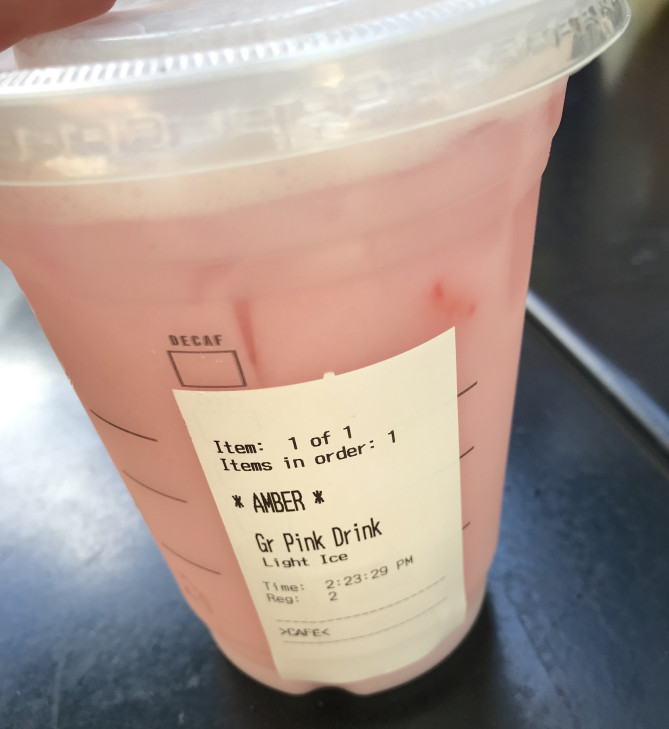 DECAF
Item: 1 of 1
Items in order: 1
* AMBER *
Gr Pink Drink
Light Ice
Time: 2:23:29 PM
Reg: 2
>CAFE<